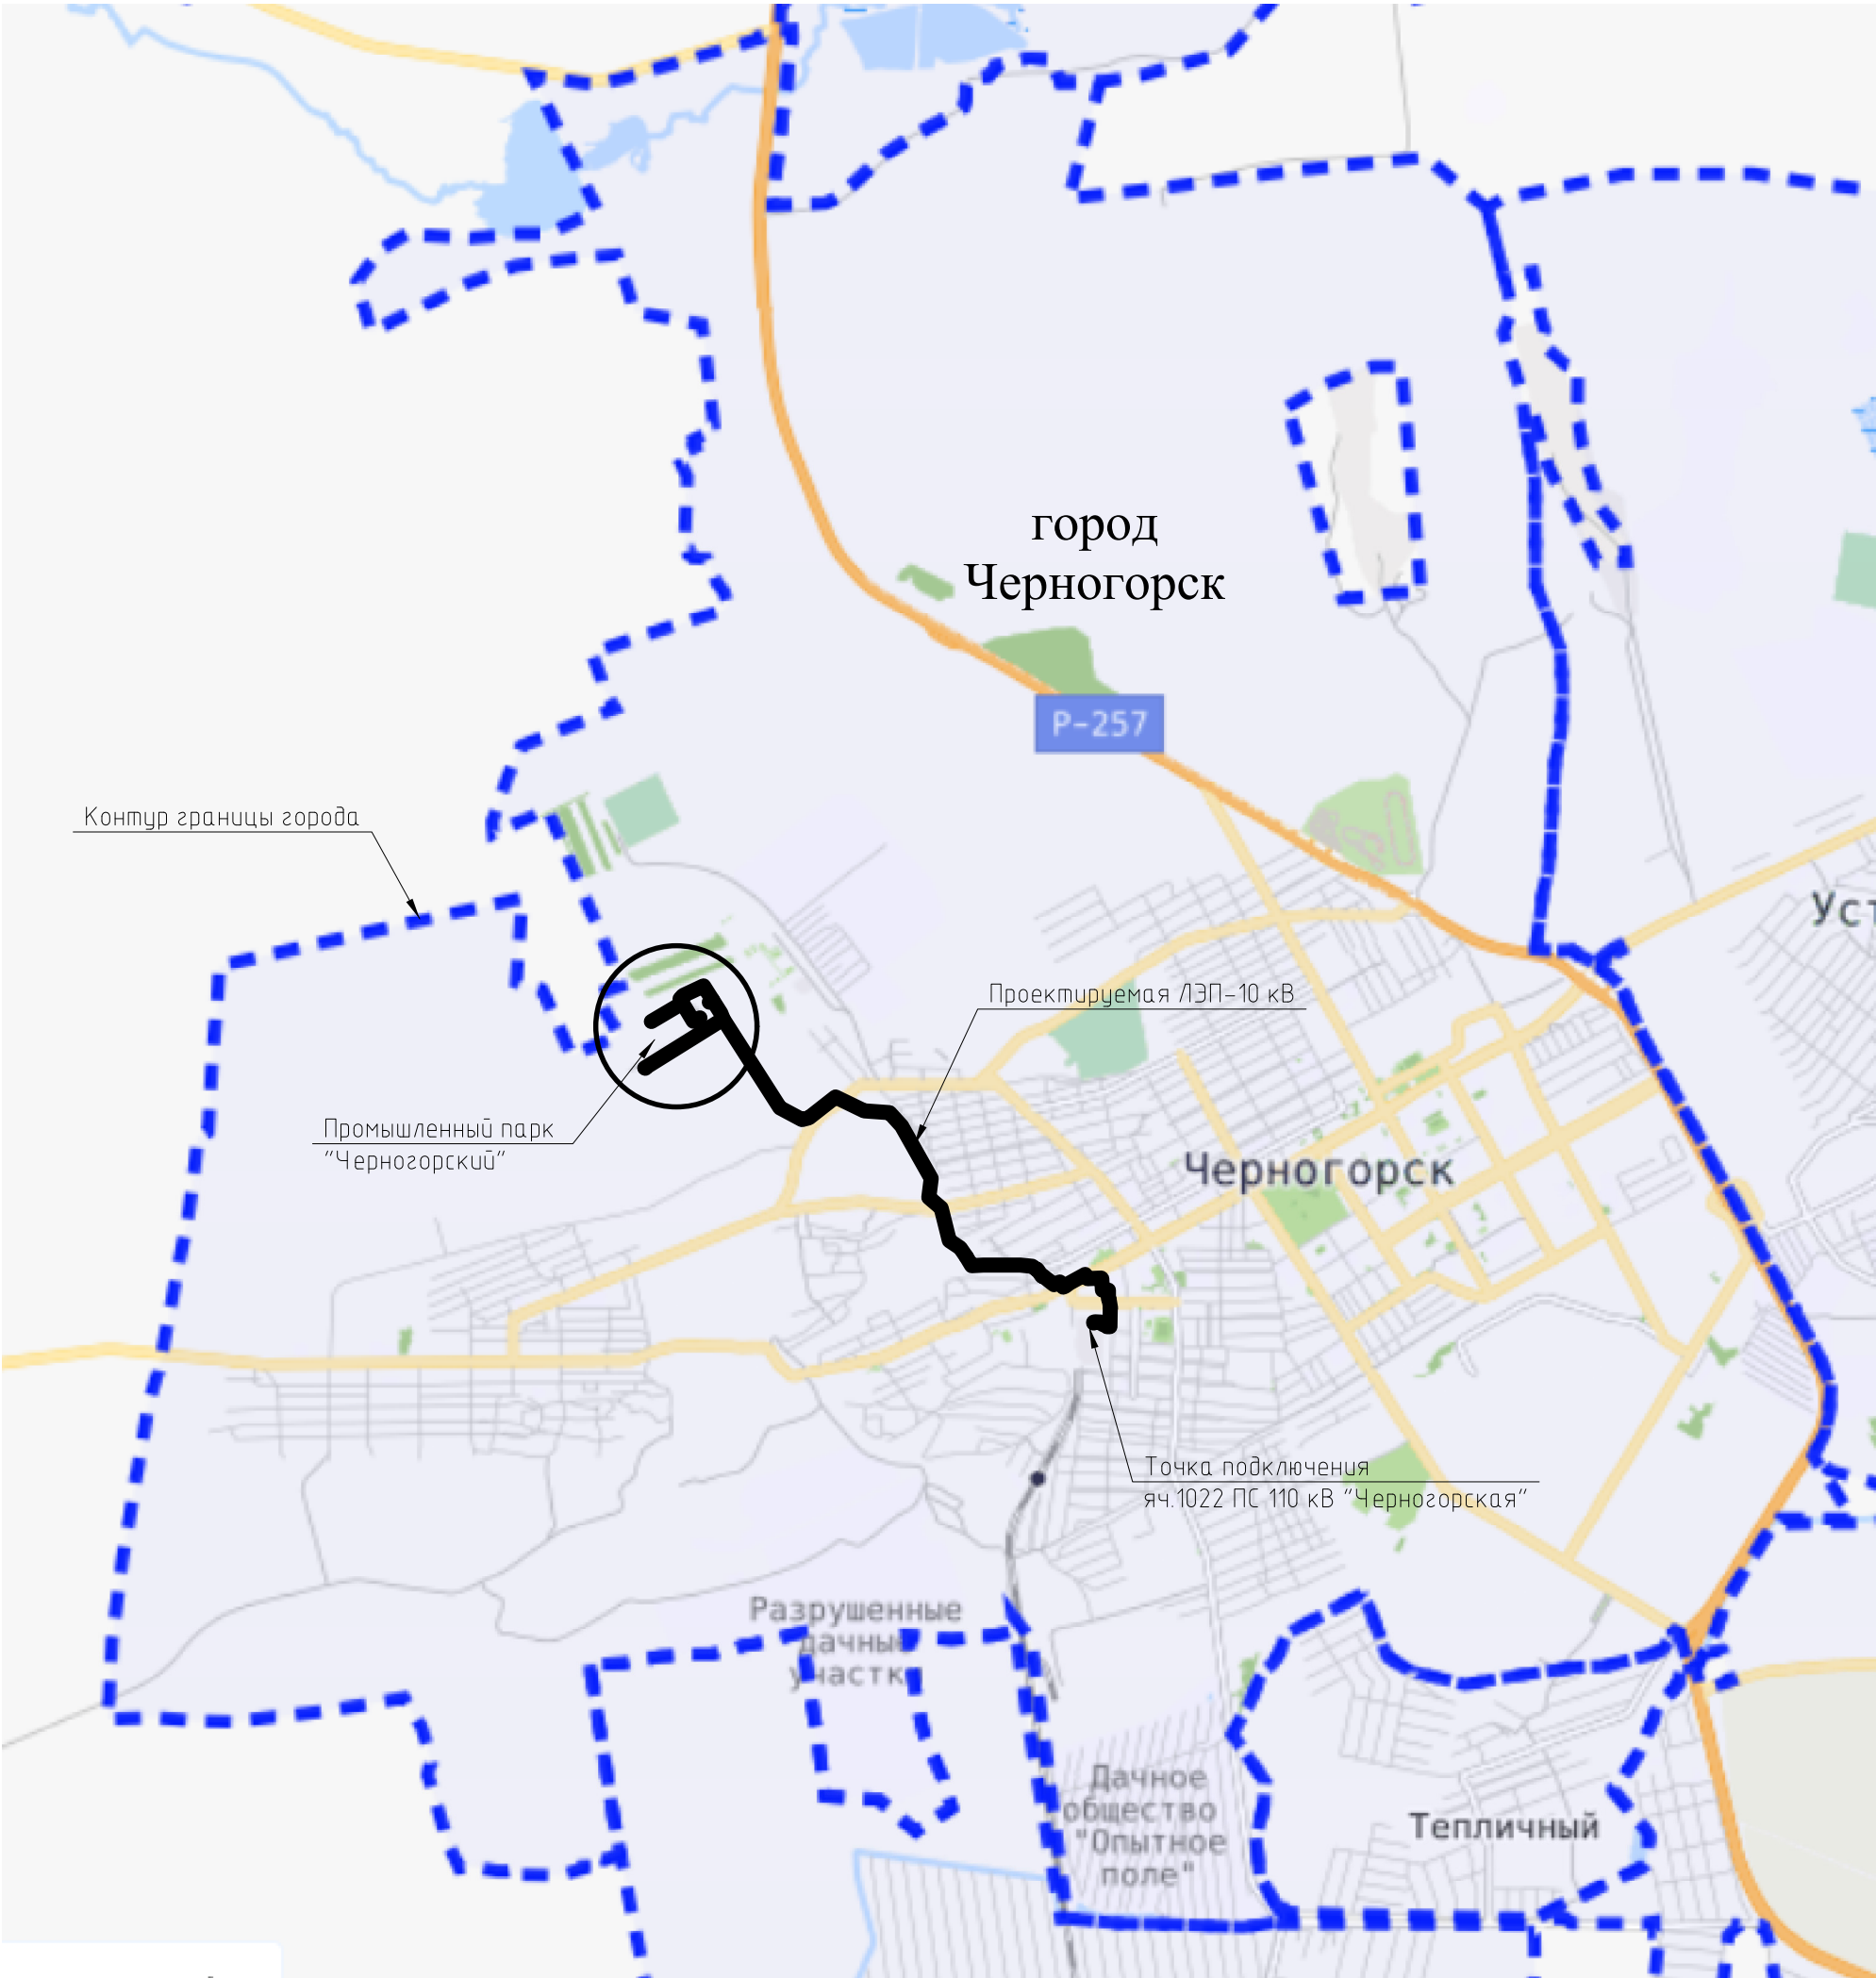 город
Черногорск
Р-257
Контур границы города
Уст
Проектируемая ЛЭП-10 кВ
Промышленный парк
"Черногорский"
Черногорск
Точка подключения
яч.1022 ПС 110 кВ "Черногорская"
Разрушенные
дачные
участк
Дачное
общество
"Опытное
поле"
Тепличный